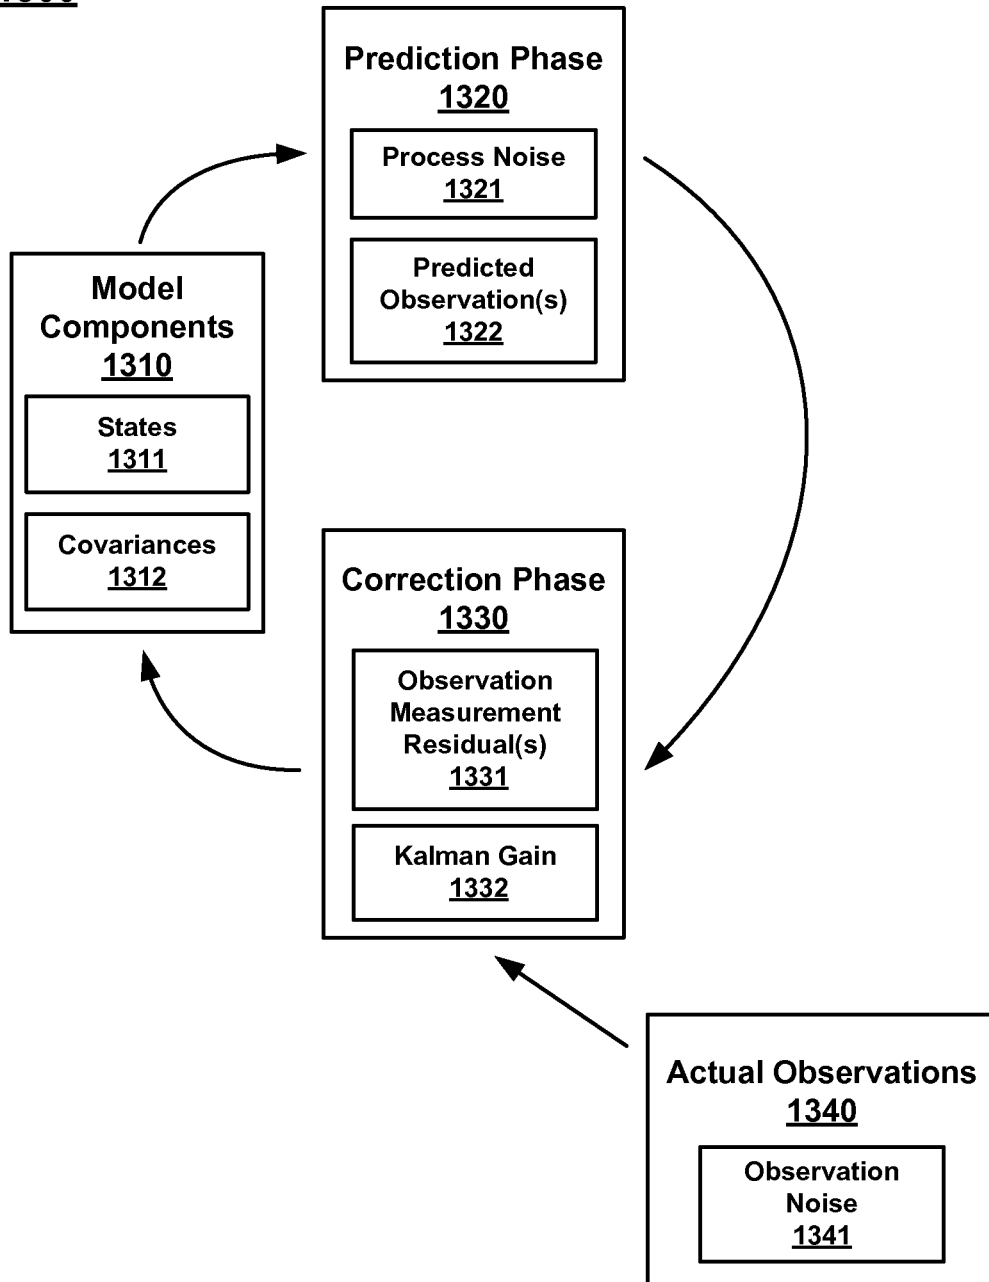 Prediction Phase
1320
Process Noise
1321
Predicted
Observation(s)
1322
Model
Components
1310
States
1311
Covariances
1312
Correction Phase
1330
Observation
Measurement
Residual(s)
1331
Kalman Gain
1332
Actual Observations
1340
Observation
Noise
1341